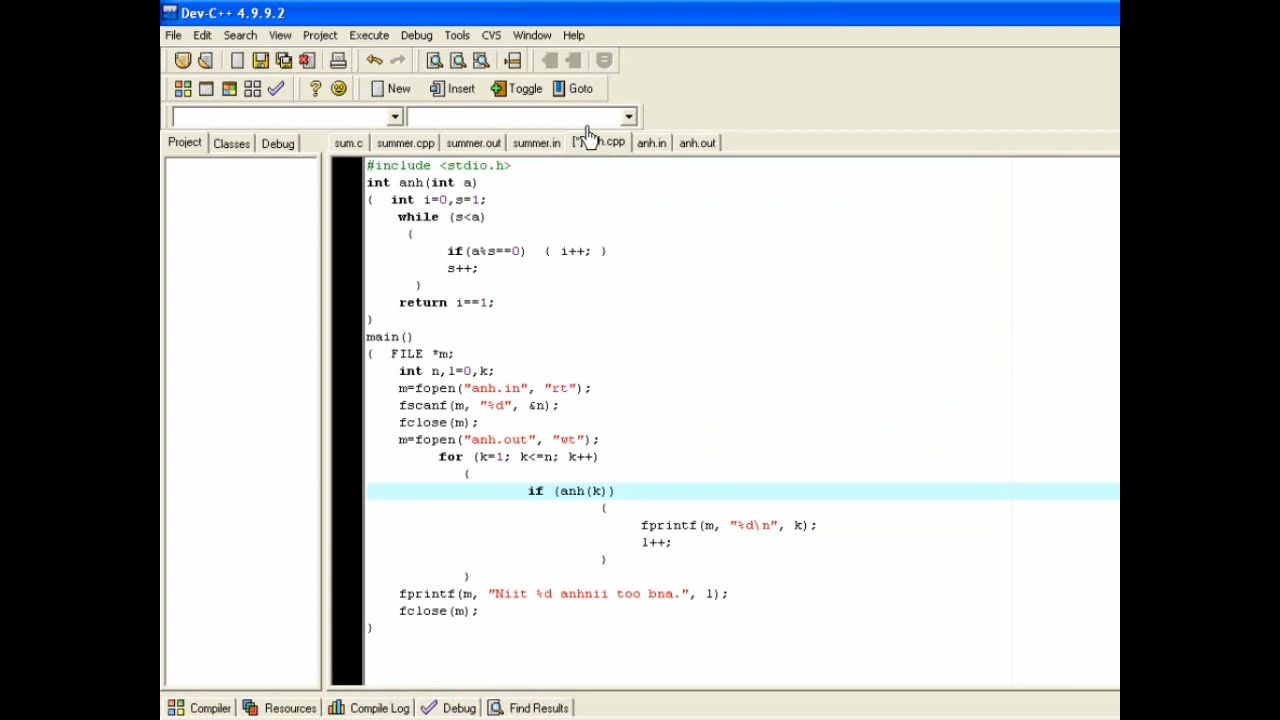 Dev-C++ 4.9.9.2
File Edit Search View Project Execute Debug Tools CVS Window Help
New Insert Toggle Goto
Project Classes Debug
sum.c summer.cpp summer.out summer.in h.cpp anh.in anh.out
#include <stdio.h>
int anh(int a)
{ int i=0,s=1;
while (s<a)
{
if(a%s==0) { i++; }
s++;
}
return i==1;
}
main()
{ FILE *m;
int n,l=0,k;
m=fopen("anh.in", "rt");
fscanf(m, "%d", &n);
fclose(m);
m=fopen("anh.out", "wt");
for (k=1; k<=n; k++)
{
if (anh(k))
{
fprintf(m, "%d\n", k);
l++;
}
}
fprintf(m, "Niit %d anhnii too bna.", l);
fclose(m);
}
Compiler Resources Compile Log Debug Find Results